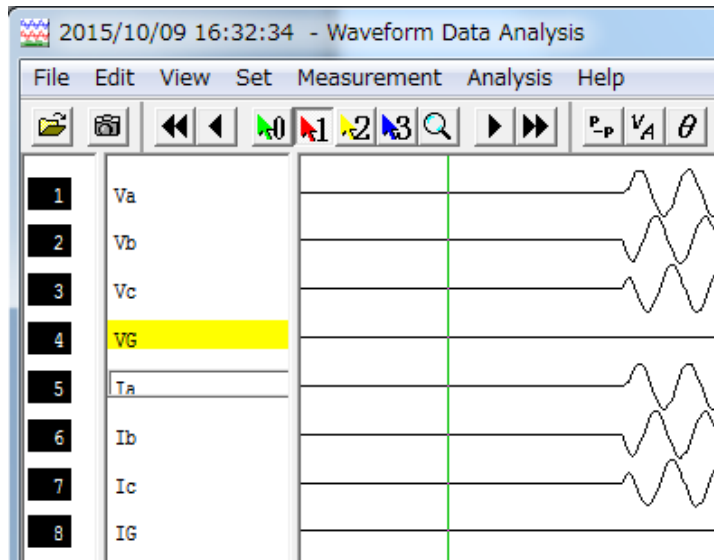 2015/10/09 16:32:34 - Waveform Data Analysis
File Edit View Set Measurement Analysis Help
0 1 2 3 P-P V/A θ
1 Va
2 Vb
3 Vc
4 VG
5 Ia
6 Ib
7 Ic
8 IG